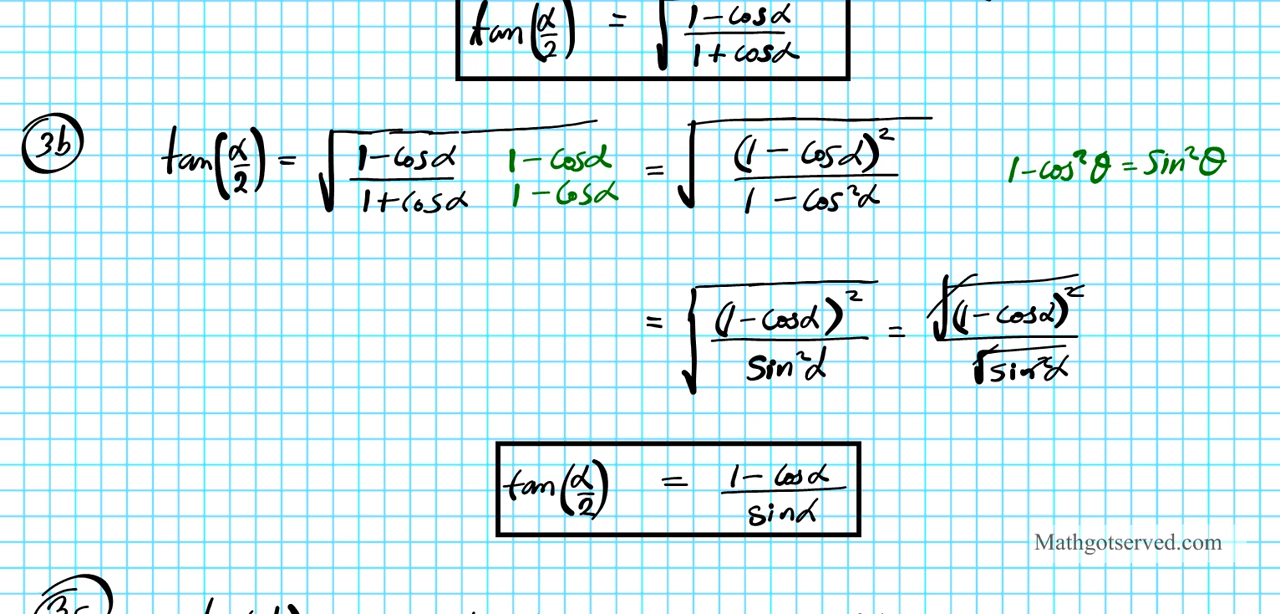 tan(α/2) = √((1-cosα)/(1+cosα))
3b tan(α/2) = √((1-cosα)/(1+cosα) (1-cosα)/(1-cosα)) = √((1-cosα)²/(1-cos²α)) 1-cos²θ = sin²θ
= √((1-cosα)²/sin²α) = √(1-cosα)²/√sin²α
tan(α/2) = (1-cosα)/sinα
Mathgotserved.com